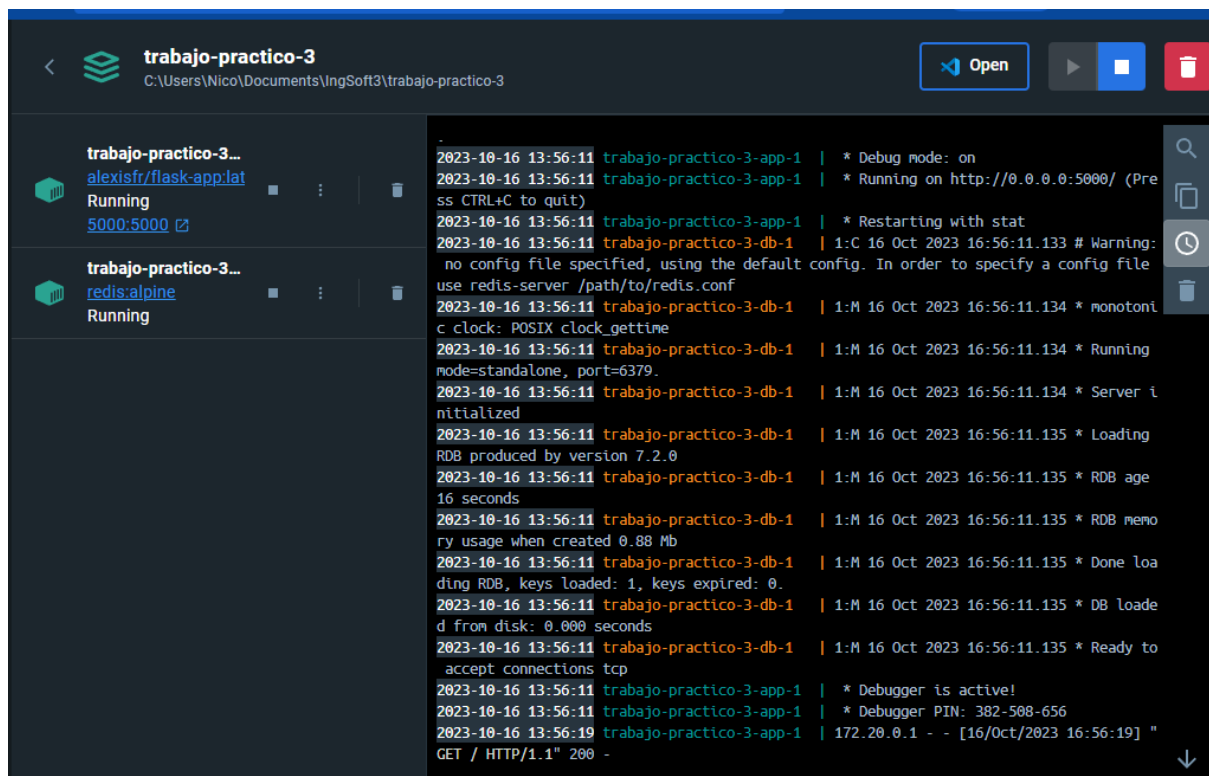 trabajo-practico-3
C:\Users\Nico\Documents\IngSoft3\trabajo-practico-3
Open
trabajo-practico-3...
alexisfr/flask-app:lat
Running
5000:5000
trabajo-practico-3...
redis:alpine
Running
.
2023-10-16 13:56:11 trabajo-practico-3-app-1 | * Debug mode: on
2023-10-16 13:56:11 trabajo-practico-3-app-1 | * Running on http://0.0.0.0:5000/ (Pre
ss CTRL+C to quit)
2023-10-16 13:56:11 trabajo-practico-3-app-1 | * Restarting with stat
2023-10-16 13:56:11 trabajo-practico-3-db-1 | 1:C 16 Oct 2023 16:56:11.133 # Warning:
no config file specified, using the default config. In order to specify a config file
use redis-server /path/to/redis.conf
2023-10-16 13:56:11 trabajo-practico-3-db-1 | 1:M 16 Oct 2023 16:56:11.134 * monotoni
c clock: POSIX clock_gettime
2023-10-16 13:56:11 trabajo-practico-3-db-1 | 1:M 16 Oct 2023 16:56:11.134 * Running
mode=standalone, port=6379.
2023-10-16 13:56:11 trabajo-practico-3-db-1 | 1:M 16 Oct 2023 16:56:11.134 * Server i
nitialized
2023-10-16 13:56:11 trabajo-practico-3-db-1 | 1:M 16 Oct 2023 16:56:11.135 * Loading
RDB produced by version 7.2.0
2023-10-16 13:56:11 trabajo-practico-3-db-1 | 1:M 16 Oct 2023 16:56:11.135 * RDB age
16 seconds
2023-10-16 13:56:11 trabajo-practico-3-db-1 | 1:M 16 Oct 2023 16:56:11.135 * RDB memo
ry usage when created 0.88 Mb
2023-10-16 13:56:11 trabajo-practico-3-db-1 | 1:M 16 Oct 2023 16:56:11.135 * Done loa
ding RDB, keys loaded: 1, keys expired: 0.
2023-10-16 13:56:11 trabajo-practico-3-db-1 | 1:M 16 Oct 2023 16:56:11.135 * DB loade
d from disk: 0.000 seconds
2023-10-16 13:56:11 trabajo-practico-3-db-1 | 1:M 16 Oct 2023 16:56:11.135 * Ready to
accept connections tcp
2023-10-16 13:56:11 trabajo-practico-3-app-1 | * Debugger is active!
2023-10-16 13:56:11 trabajo-practico-3-app-1 | * Debugger PIN: 382-508-656
2023-10-16 13:56:19 trabajo-practico-3-app-1 | 172.20.0.1 - - [16/Oct/2023 16:56:19] "
GET / HTTP/1.1" 200 -